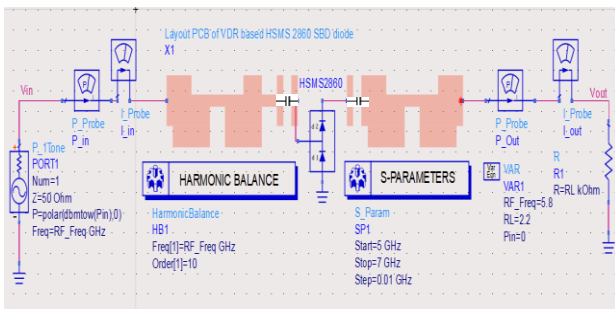 Layout PCB of VDR based HSMS 2860 SBD diode
X1
Vin
P_Probe
P_in
I_Probe
I_in
HSMS2860
P_Probe
P_Out
I_Probe
I_out
Vout
P_1Tone
PORT1
Num=1
Z=50 Ohm
P=polar(dbmtow(Pin),0)
Freq=RF_Freq GHz
HARMONIC BALANCE
HarmonicBalance
HB1
Freq[1]=RF_Freq GHz
Order[1]=10
S-PARAMETERS
S_Param
SP1
Start=5 GHz
Stop=7 GHz
Step=0.01 GHz
Var
Eqn
VAR
VAR1
RF_Freq=5.8
RL=2.2
Pin=0
R
R1
R=RL kOhm